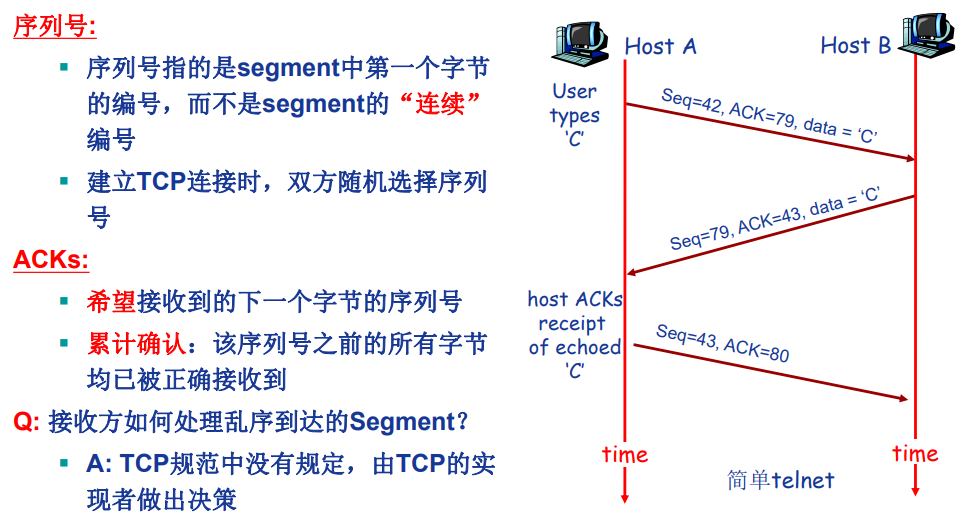 序列号:
序列号指的是segment中第一个字节
的编号，而不是segment的“连续”
编号
建立TCP连接时，双方随机选择序列
号
ACKs:
希望接收到的下一个字节的序列号
累计确认：该序列号之前的所有字节
均已被正确接收到
Q: 接收方如何处理乱序到达的Segment？
A: TCP规范中没有规定，由TCP的实
现者做出决策
Host A
Host B
User
types
‘C’
Seq=42, ACK=79, data = ‘C’
Seq=79, ACK=43, data = ‘C’
host ACKs
receipt
of echoed
‘C’
Seq=43, ACK=80
time
time
简单telnet